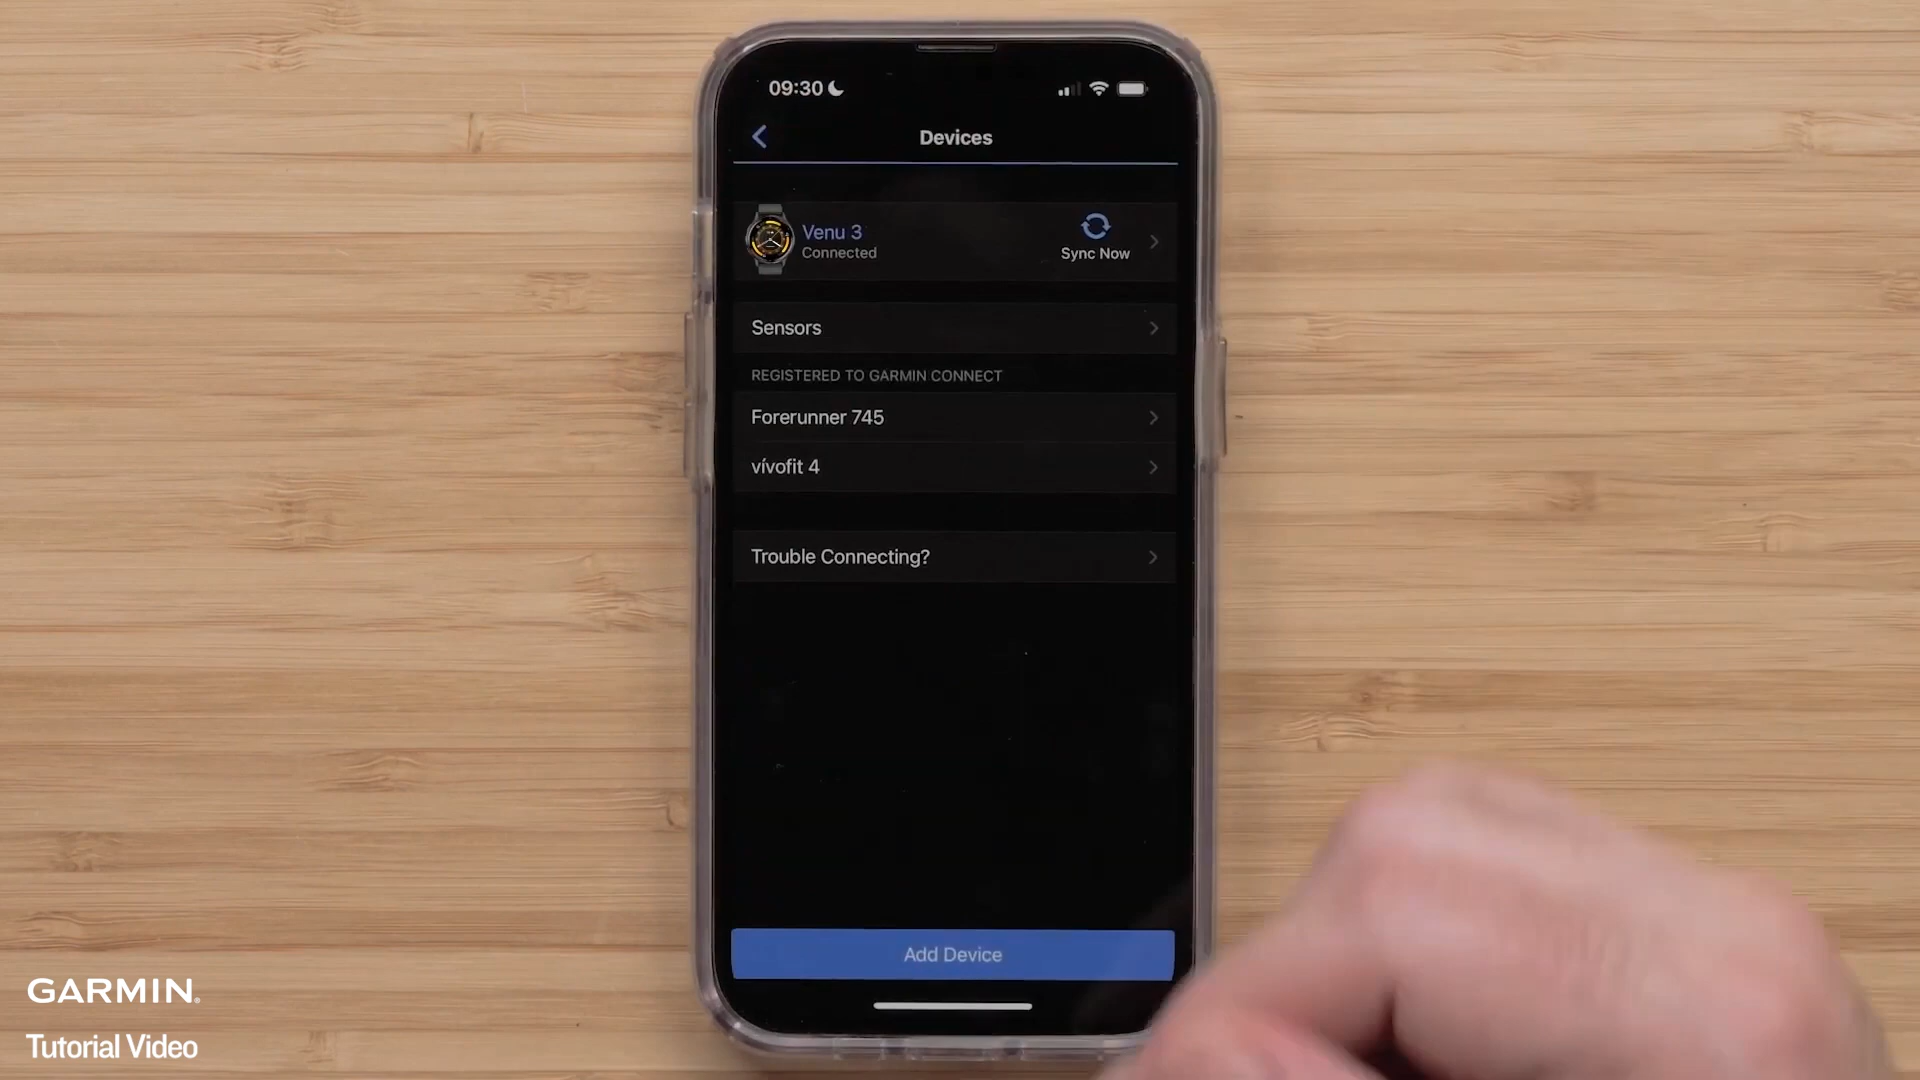 09:30
Devices
Venu 3
Connected
Sync Now
Sensors
REGISTERED TO GARMIN CONNECT
Forerunner 745
vívofit 4
Trouble Connecting?
Add Device
GARMIN®
Tutorial Video